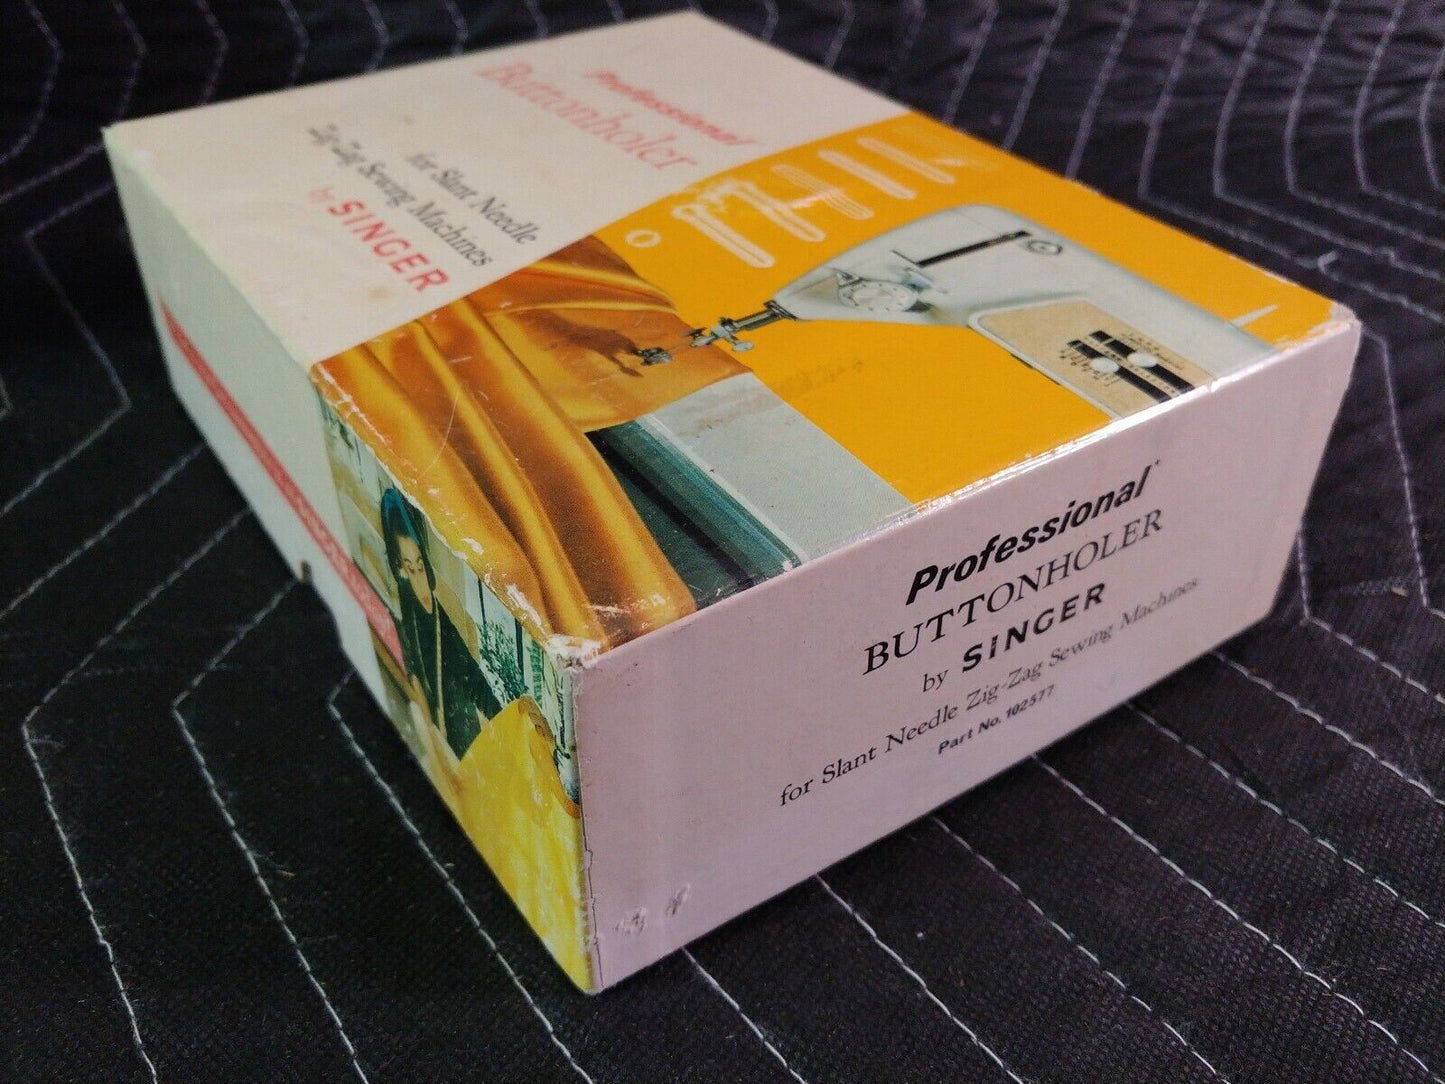 Professional
Buttonholer
for Slant Needle
Zig-Zag Sewing Machines
by SINGER
Professional
BUTTONHOLER
by SINGER
for Slant Needle Zig-Zag Sewing Machines
Part No. 102577